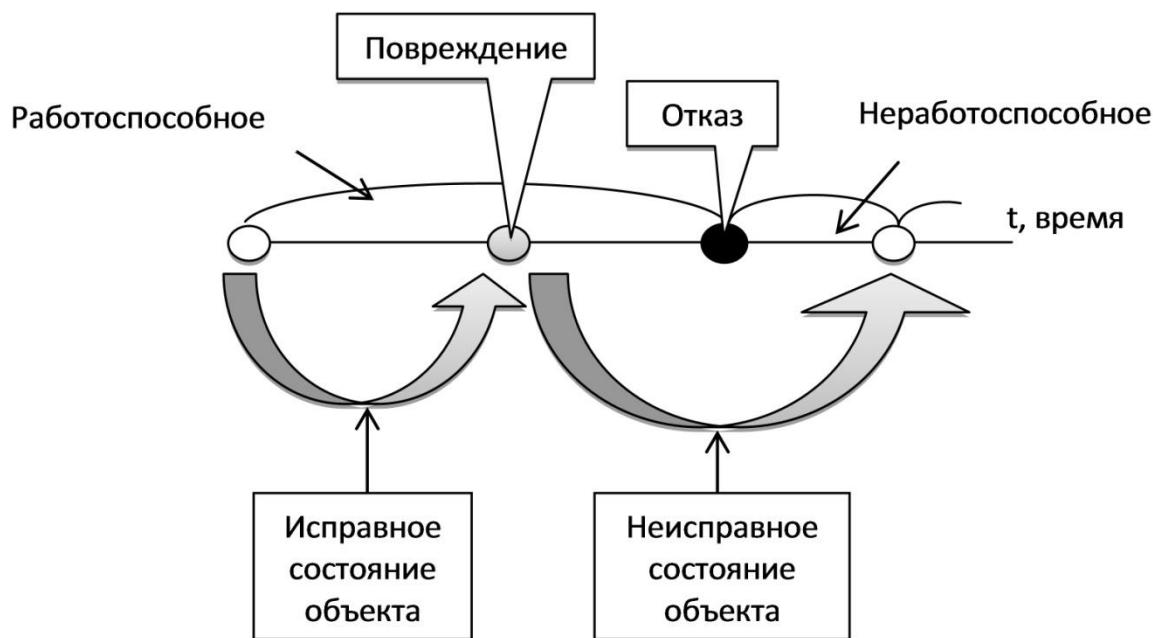 Повреждение
Работоспособное
Отказ
Неработоспособное
t, время
Исправное
состояние
объекта
Неисправное
состояние
объекта